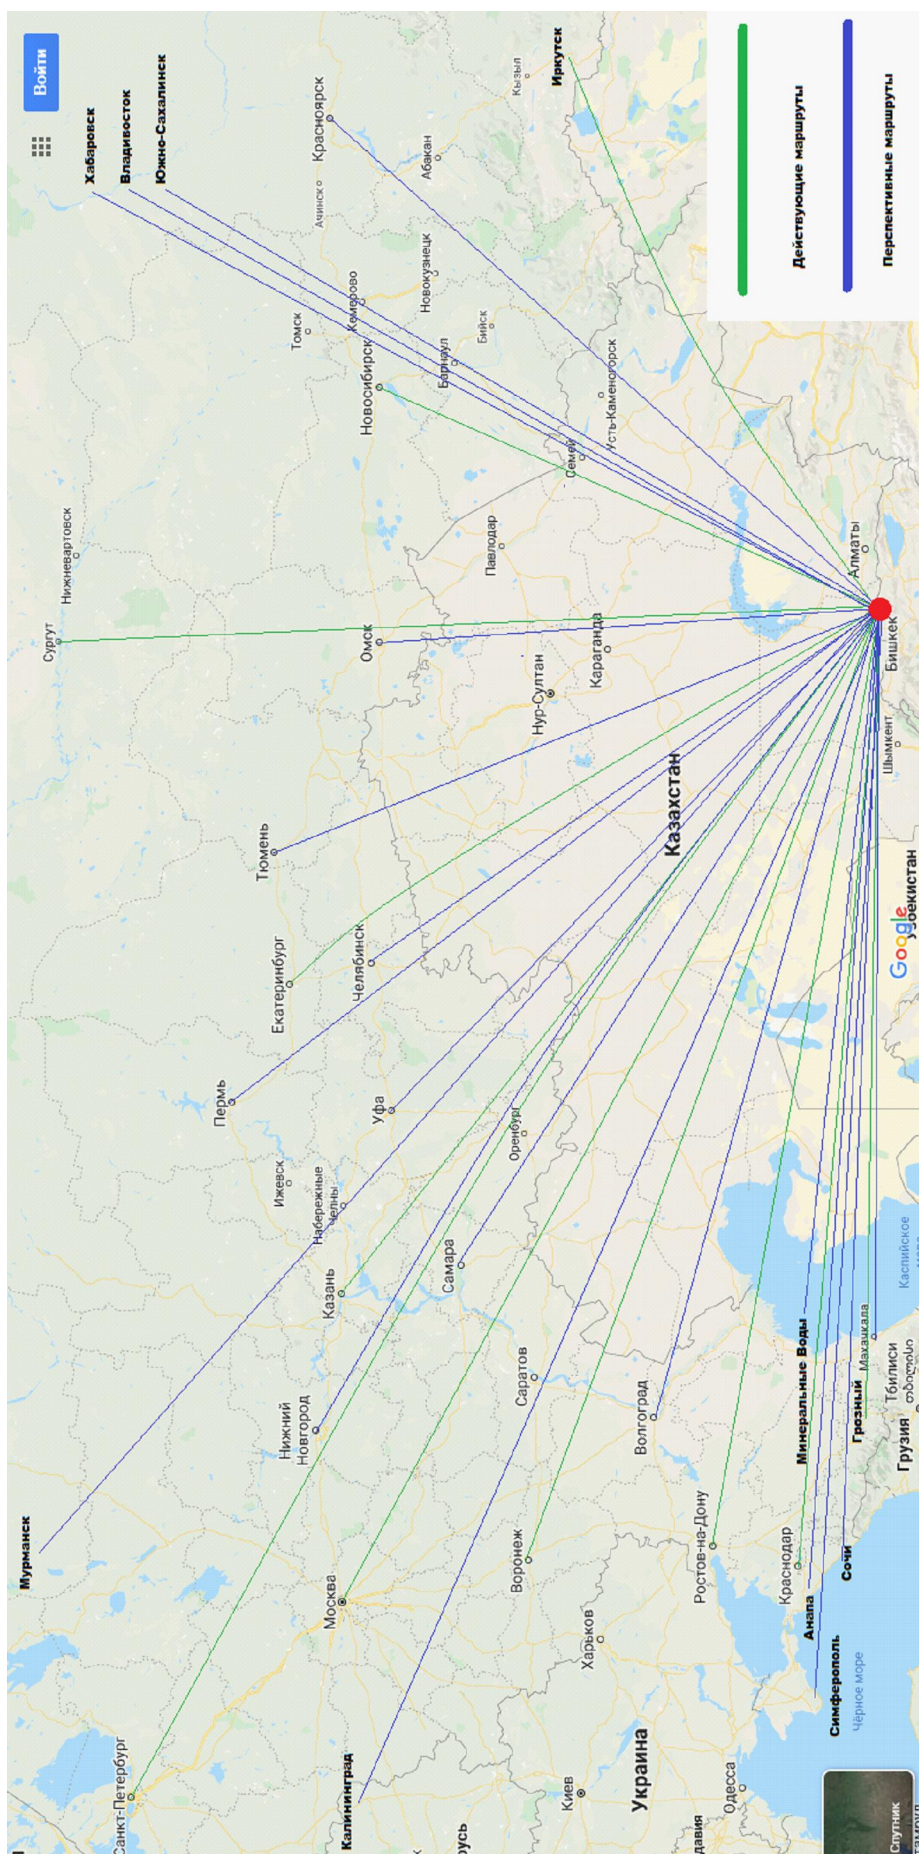 Войти
Хабаровск
Владивосток
Южно-Сахалинск
Мурманск
Сургут
Нижневартовск
Санкт-Петербург
Пермь
Екатеринбург
Тюмень
Томск
Красноярск
Ачинск
Кемерово
Новосибирск
Омск
Ижевск
Набережные
Челны
Казань
Нижний
Новгород
Москва
Калининград
Уфа
Челябинск
Новокузнецк
Абакан
Кызыл
Иркутск
Барнаул
Бийск
Павлодар
Самара
Оренбург
Саратов
Воронеж
Нур-Султан
Караганда
Семей
Усть-Каменогорск
Харьков
Киев
Украина
Волгоград
Казахстан
Ростов-на-Дону
Одесса
давия
русь
Краснодар
Минеральные Воды
Анапа
Симферополь
Сочи
Грозный
Махачкала
Чёрное море
Тбилиси
თბილისი
Грузия
Каспийское
море
Алматы
Бишкек
Шымкент
Узбекистан
Google
Спутник
Действующие маршруты
Перспективные маршруты